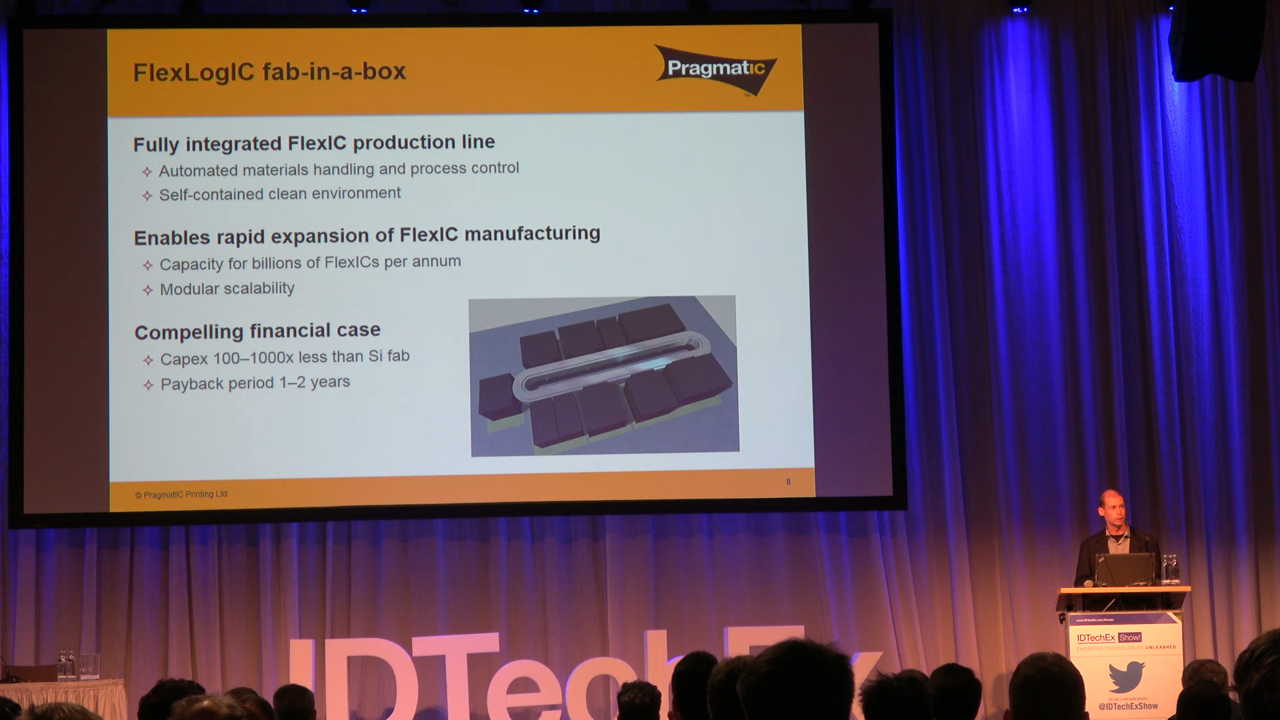 FlexLogIC fab-in-a-box
Pragmatic
Fully integrated FlexIC production line
Automated materials handling and process control
Self-contained clean environment
Enables rapid expansion of FlexIC manufacturing
Capacity for billions of FlexICs per annum
Modular scalability
Compelling financial case
Capex 100–1000x less than Si fab
Payback period 1–2 years
© PragmatIC Printing Ltd
8
IDTechEx
IDTechEx Show!
EMERGING TECHNOLOGIES UNLEASHED
@IDTechExShow